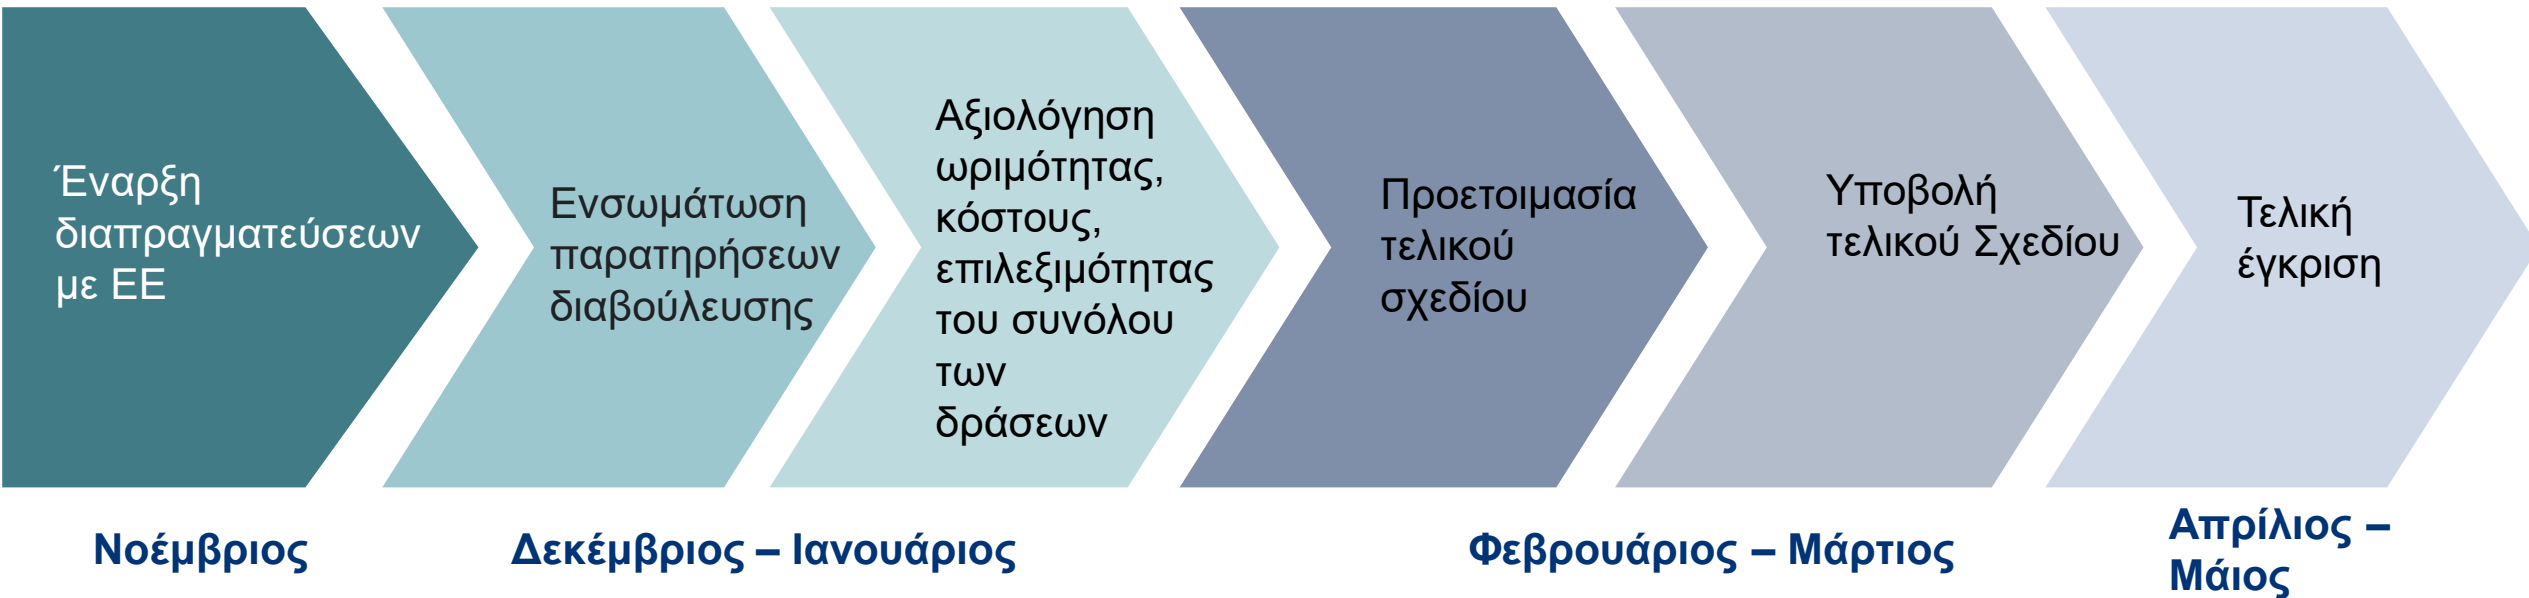 Έναρξη
διαπραγματεύσεων
με ΕΕ
Ενσωμάτωση
παρατηρήσεων
διαβούλευσης
Αξιολόγηση
ωριμότητας,
κόστους,
επιλεξιμότητας
του συνόλου
των
δράσεων
Προετοιμασία
τελικού
σχεδίου
Υποβολή
τελικού Σχεδίου
Τελική
έγκριση
Νοέμβριος
Δεκέμβριος – Ιανουάριος
Φεβρουάριος – Μάρτιος
Απρίλιος –
Μάιος